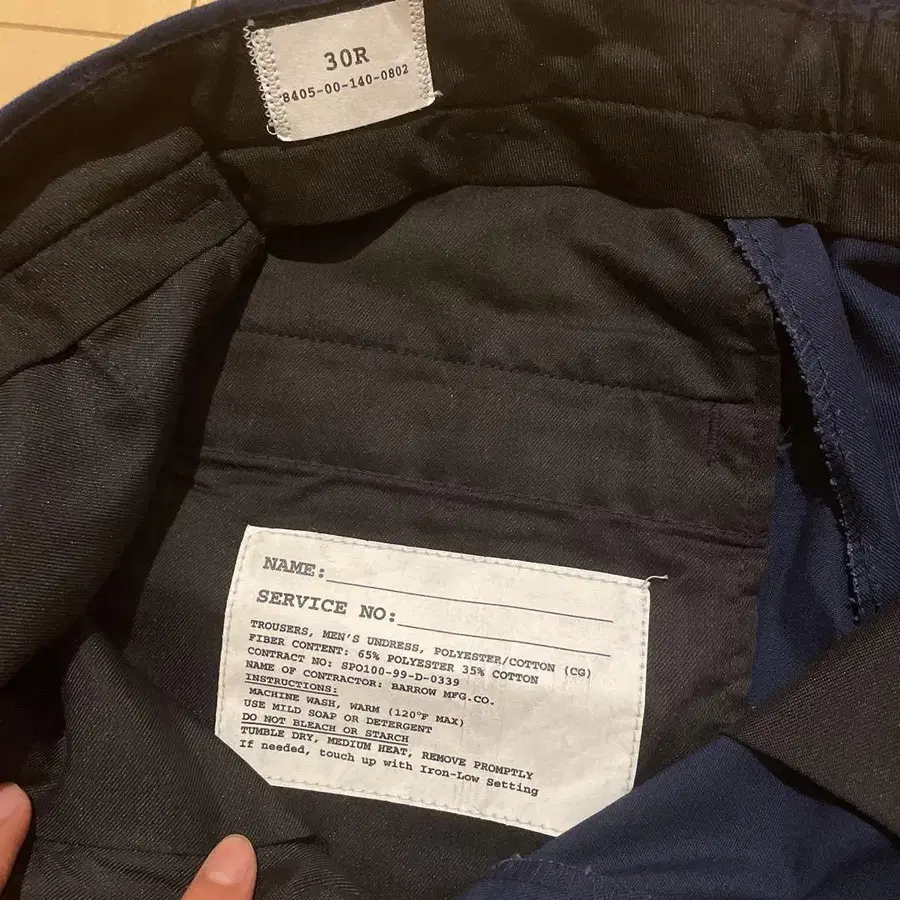 30R
8405-00-140-0802
NAME:
SERVICE NO:
TROUSERS, MEN'S UNDRESS, POLYESTER/COTTON (CG)
FIBER CONTENT: 65% POLYESTER 35% COTTON
CONTRACT NO: SPO100-99-D-0339
NAME OF CONTRACTOR: BARROW MFG.CO.
INSTRUCTIONS:
MACHINE WASH, WARM (120°F MAX)
USE MILD SOAP OR DETERGENT
DO NOT BLEACH OR STARCH
TUMBLE DRY, MEDIUM HEAT, REMOVE PROMPTLY
If needed, touch up with Iron-Low Setting